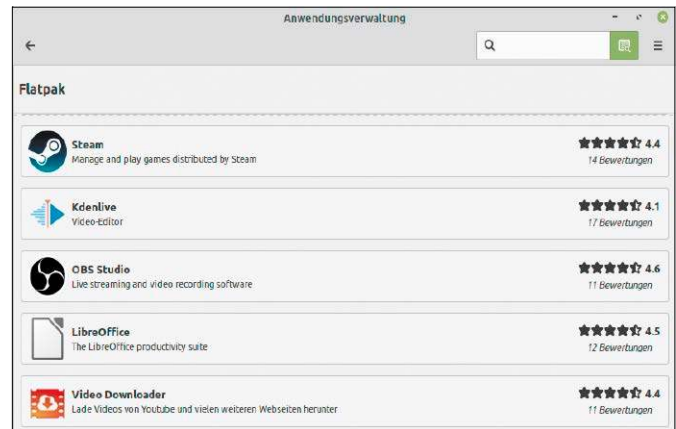 Anwendungsverwaltung
Flatpak
Steam
4.4
Manage and play games distributed by Steam
14 Bewertungen
Kdenlive
4.1
Video-Editor
17 Bewertungen
OBS Studio
4.6
Live streaming and video recording software
11 Bewertungen
LibreOffice
4.5
The LibreOffice productivity suite
12 Bewertungen
Video Downloader
4.4
Lade Videos von Youtube und vielen weiteren Webseiten herunter
11 Bewertungen